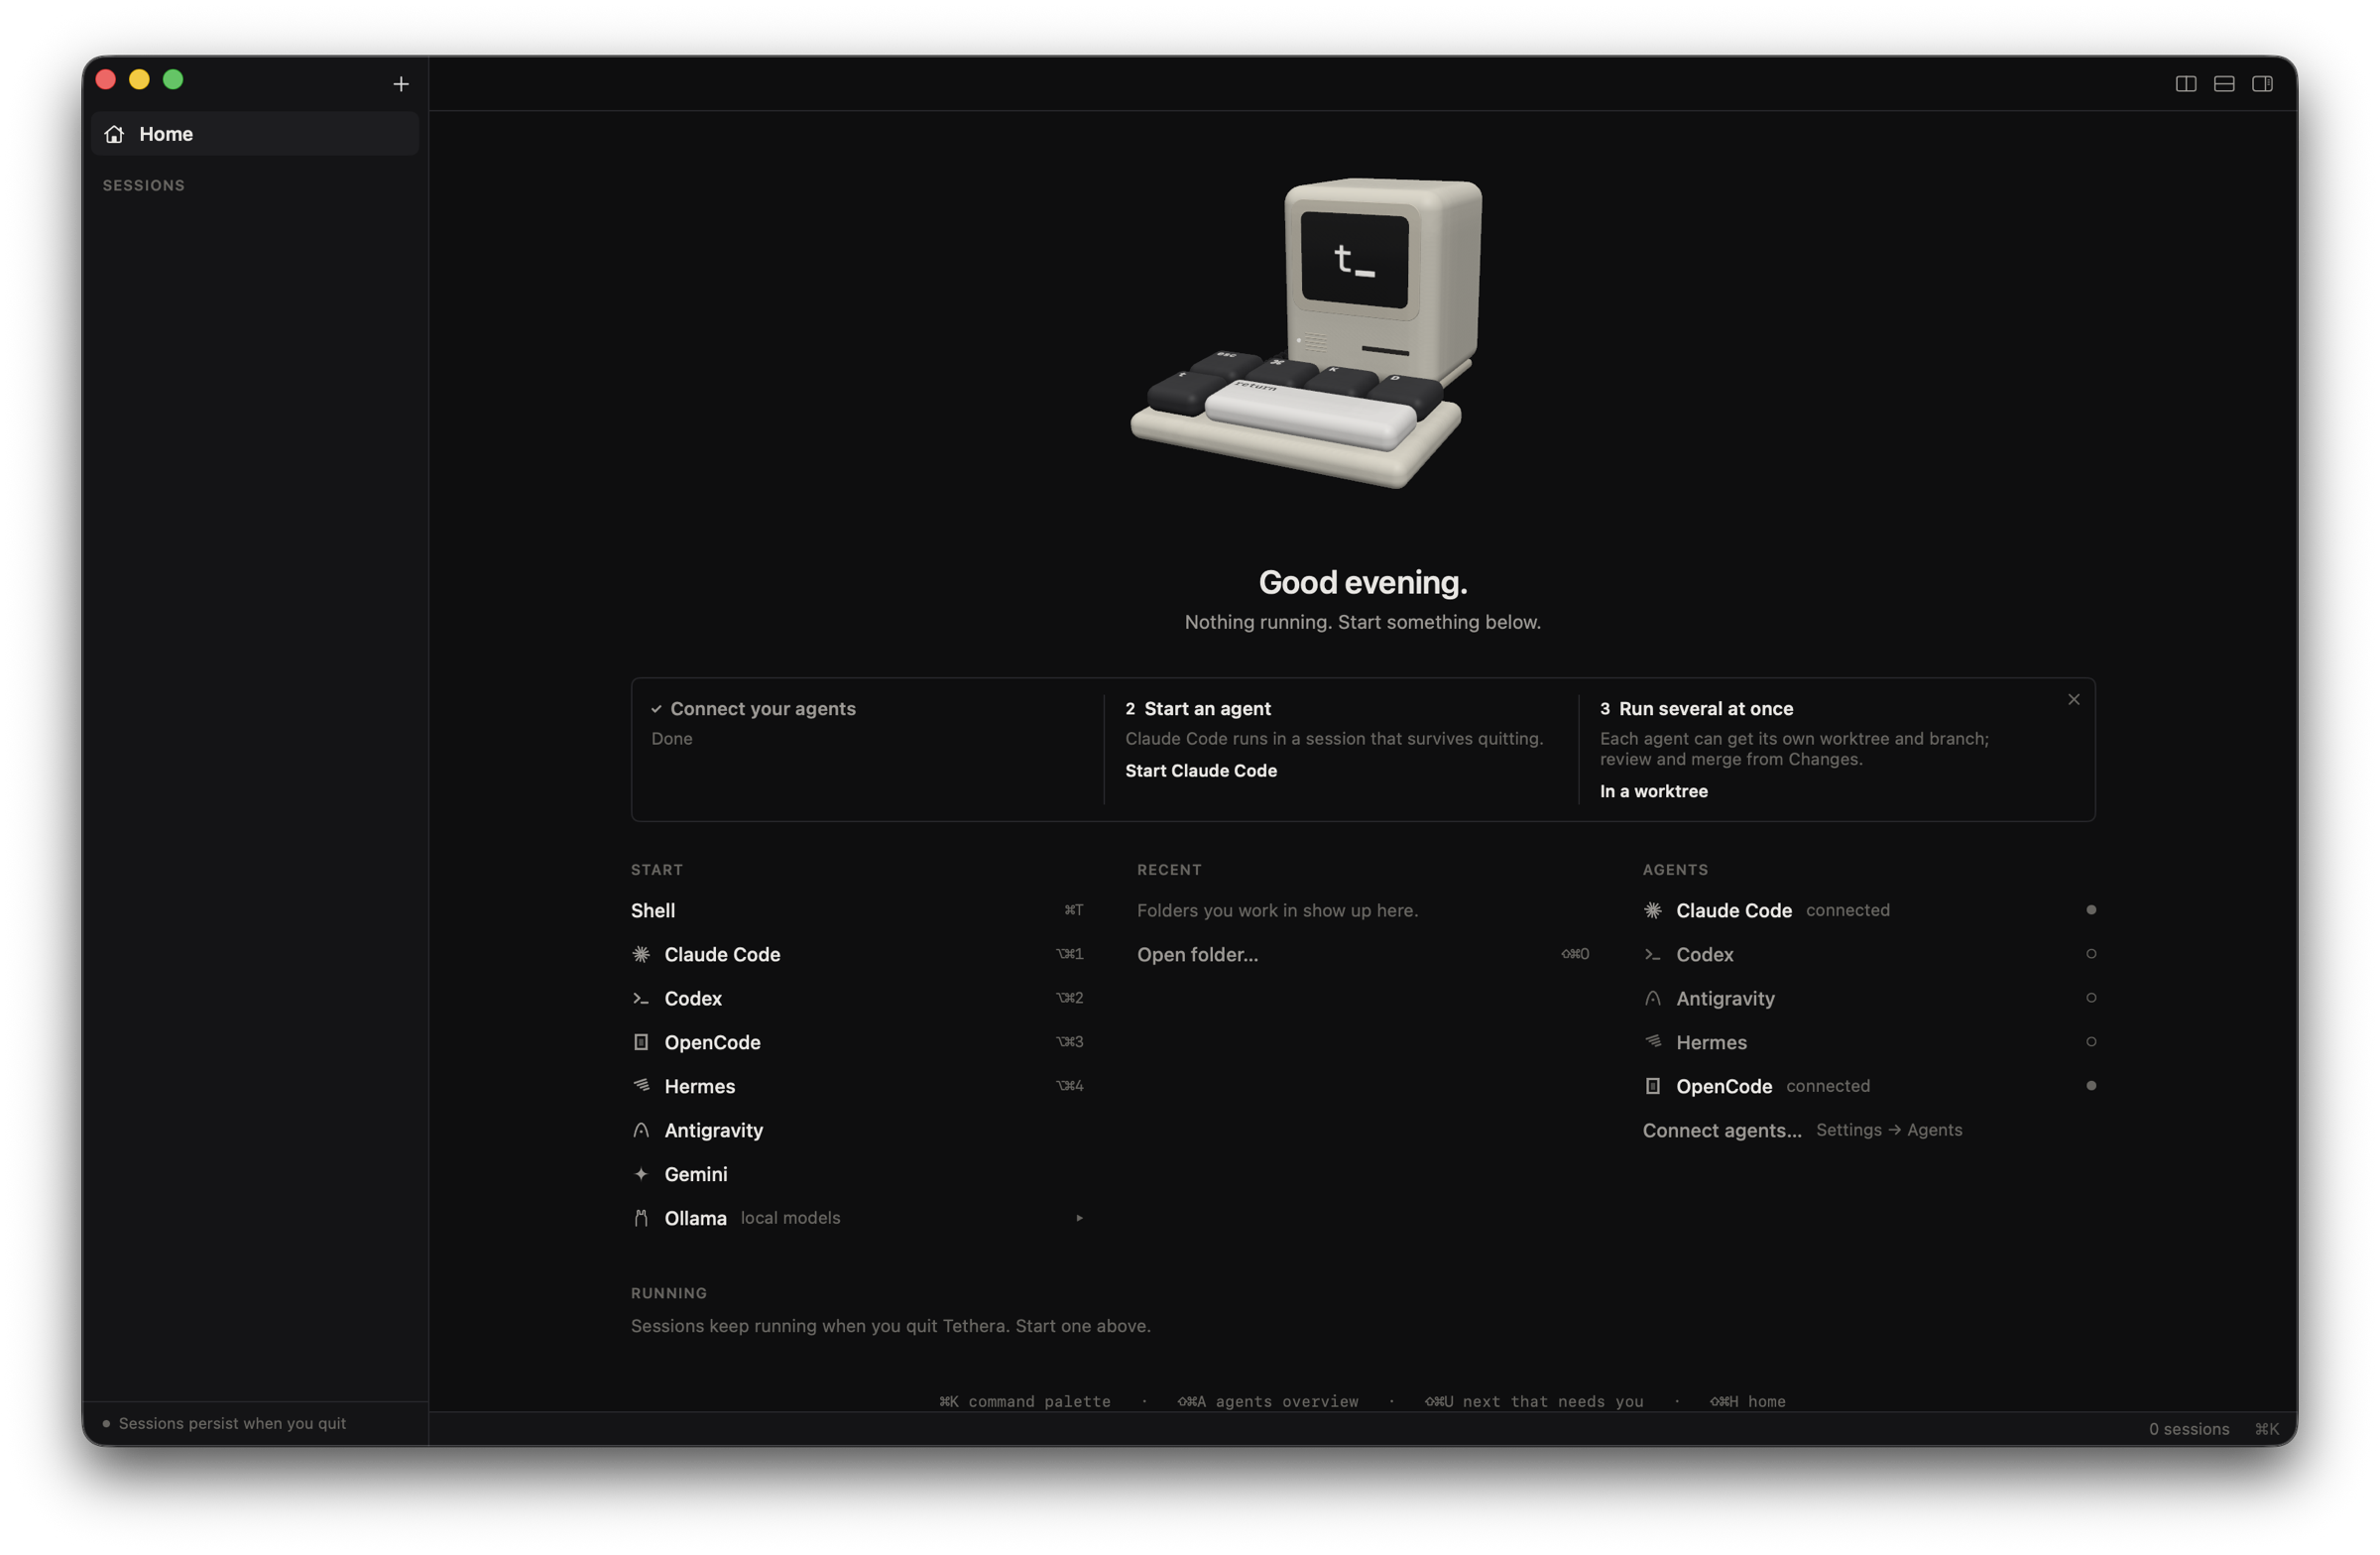 Home
SESSIONS
t_
esc
⌘
K
D
t
return
Good evening.
Nothing running. Start something below.
Connect your agents
Done
2 Start an agent
Claude Code runs in a session that survives quitting.
Start Claude Code
3 Run several at once
Each agent can get its own worktree and branch;
review and merge from Changes.
In a worktree
START
Shell ⌘T
Claude Code ⌥⌘1
Codex ⌥⌘2
OpenCode ⌥⌘3
Hermes ⌥⌘4
Antigravity
Gemini
Ollama local models
RECENT
Folders you work in show up here.
Open folder... ⇧⌘O
AGENTS
Claude Code connected
Codex
Antigravity
Hermes
OpenCode connected
Connect agents... Settings → Agents
RUNNING
Sessions keep running when you quit Tethera. Start one above.
⌘K command palette · ⇧⌘A agents overview · ⇧⌘U next that needs you · ⇧⌘H home
Sessions persist when you quit
0 sessions ⌘K